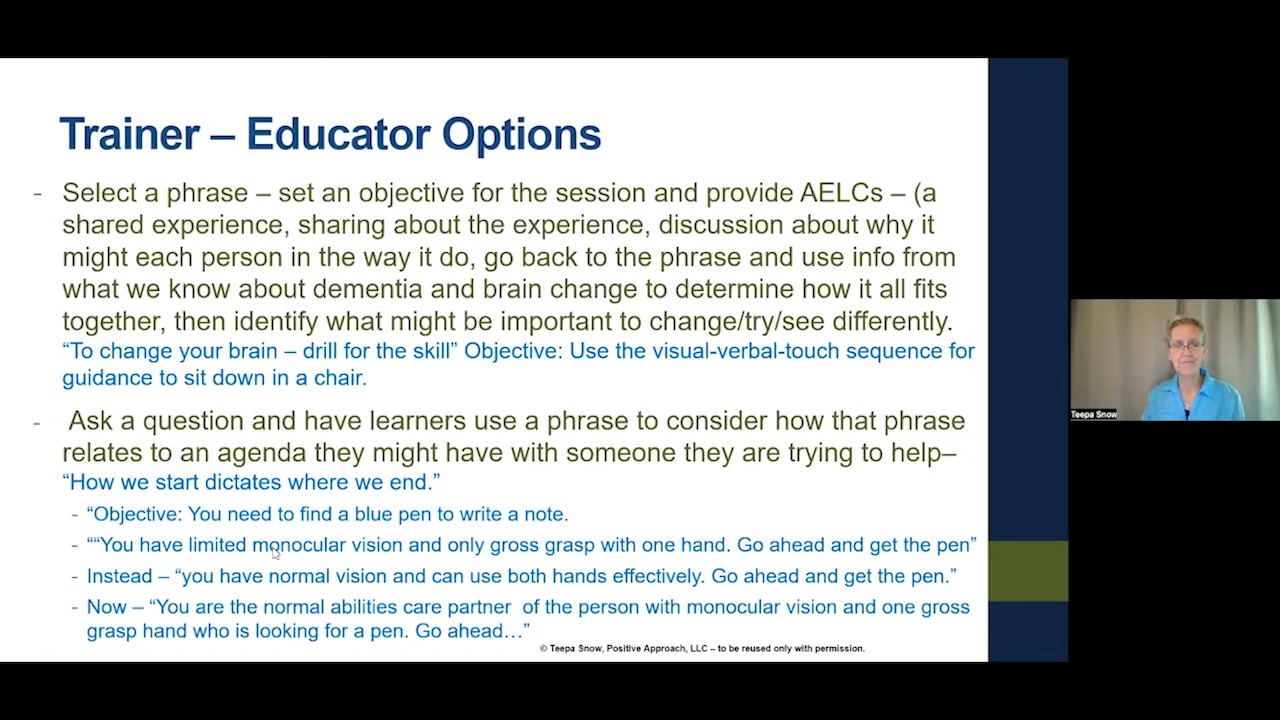 Trainer – Educator Options
- Select a phrase – set an objective for the session and provide AELCs – (a
shared experience, sharing about the experience, discussion about why it
might each person in the way it do, go back to the phrase and use info from
what we know about dementia and brain change to determine how it all fits
together, then identify what might be important to change/try/see differently.
“To change your brain – drill for the skill” Objective: Use the visual-verbal-touch sequence for
guidance to sit down in a chair.
- Ask a question and have learners use a phrase to consider how that phrase
relates to an agenda they might have with someone they are trying to help–
“How we start dictates where we end.”
- “Objective: You need to find a blue pen to write a note.
- ““You have limited monocular vision and only gross grasp with one hand. Go ahead and get the pen”
- Instead – “you have normal vision and can use both hands effectively. Go ahead and get the pen.”
- Now – “You are the normal abilities care partner of the person with monocular vision and one gross
grasp hand who is looking for a pen. Go ahead…”
© Teepa Snow, Positive Approach, LLC – to be reused only with permission.
Teepa Snow